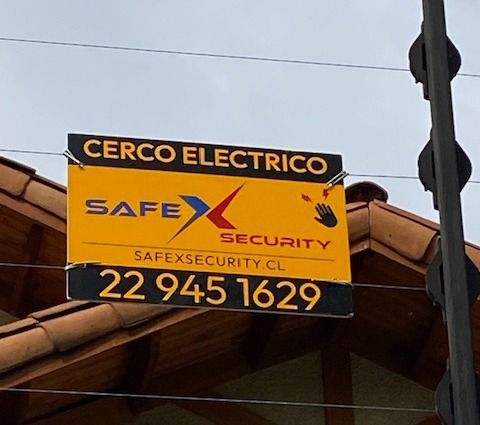 CERCO ELECTRICO
SAFEX
SECURITY
SAFEXSECURITY.CL
22 945 1629